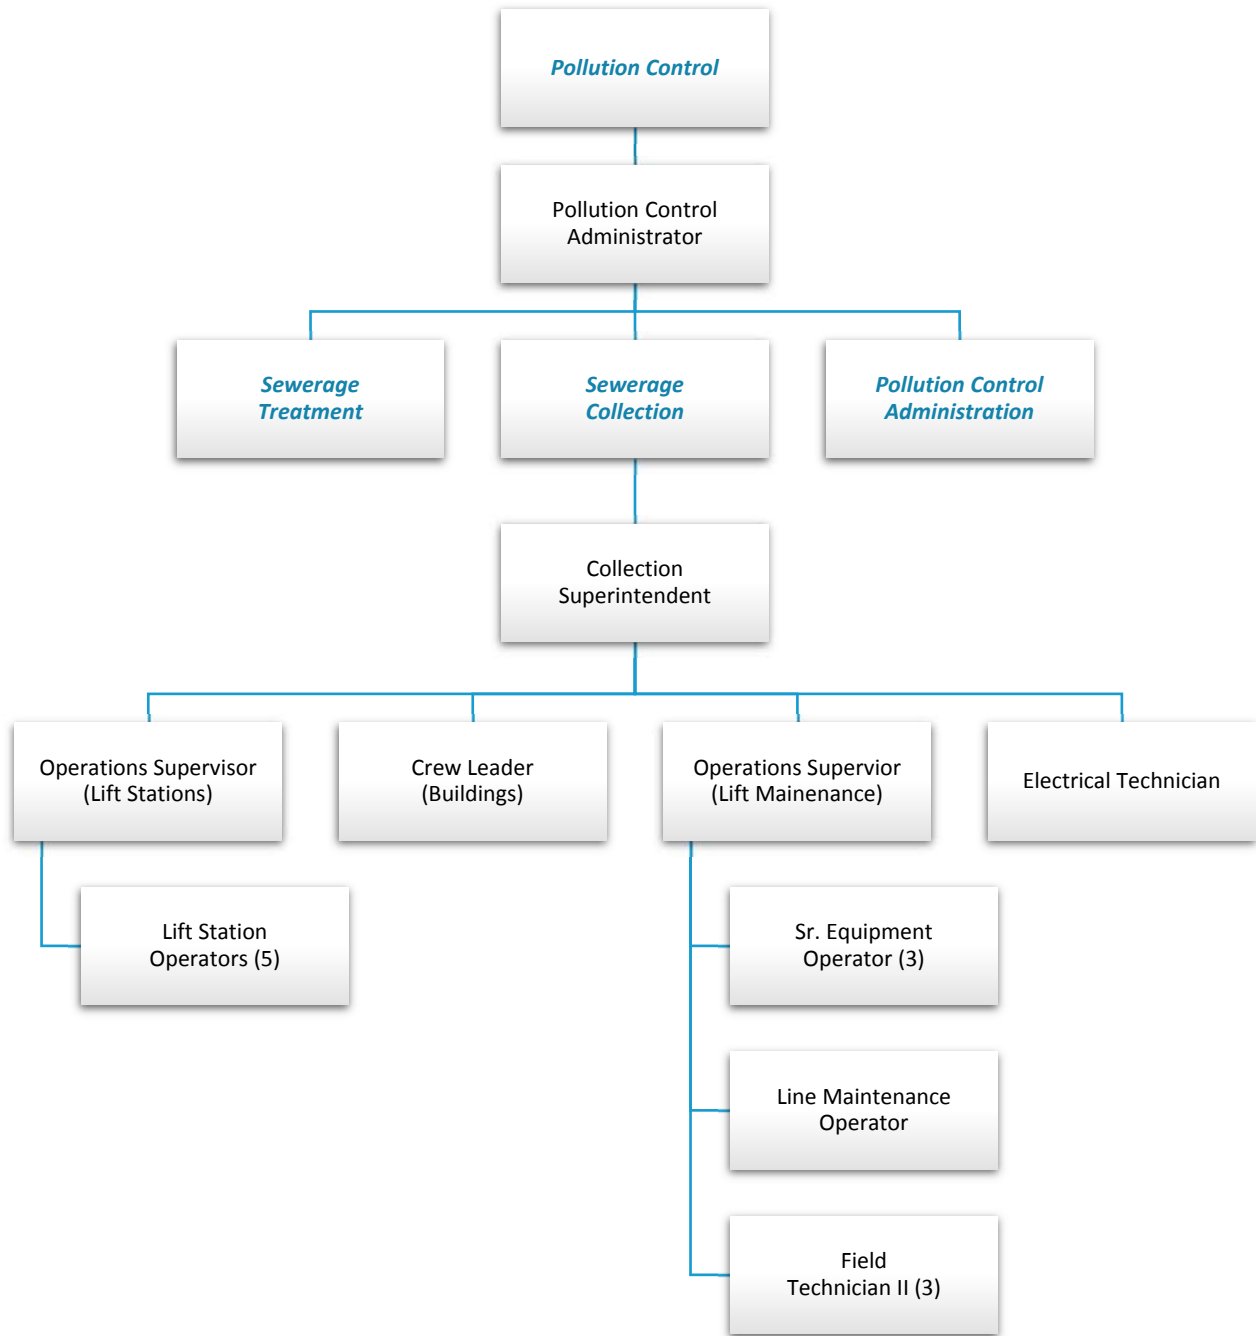 Pollution Control
Pollution Control
Administrator
Sewerage
Treatment
Sewerage
Collection
Pollution Control
Administration
Collection
Superintendent
Operations Supervisor
(Lift Stations)
Crew Leader
(Buildings)
Operations Supervior
(Lift Mainenance)
Electrical Technician
Lift Station
Operators (5)
Sr. Equipment
Operator (3)
Line Maintenance
Operator
Field
Technician II (3)